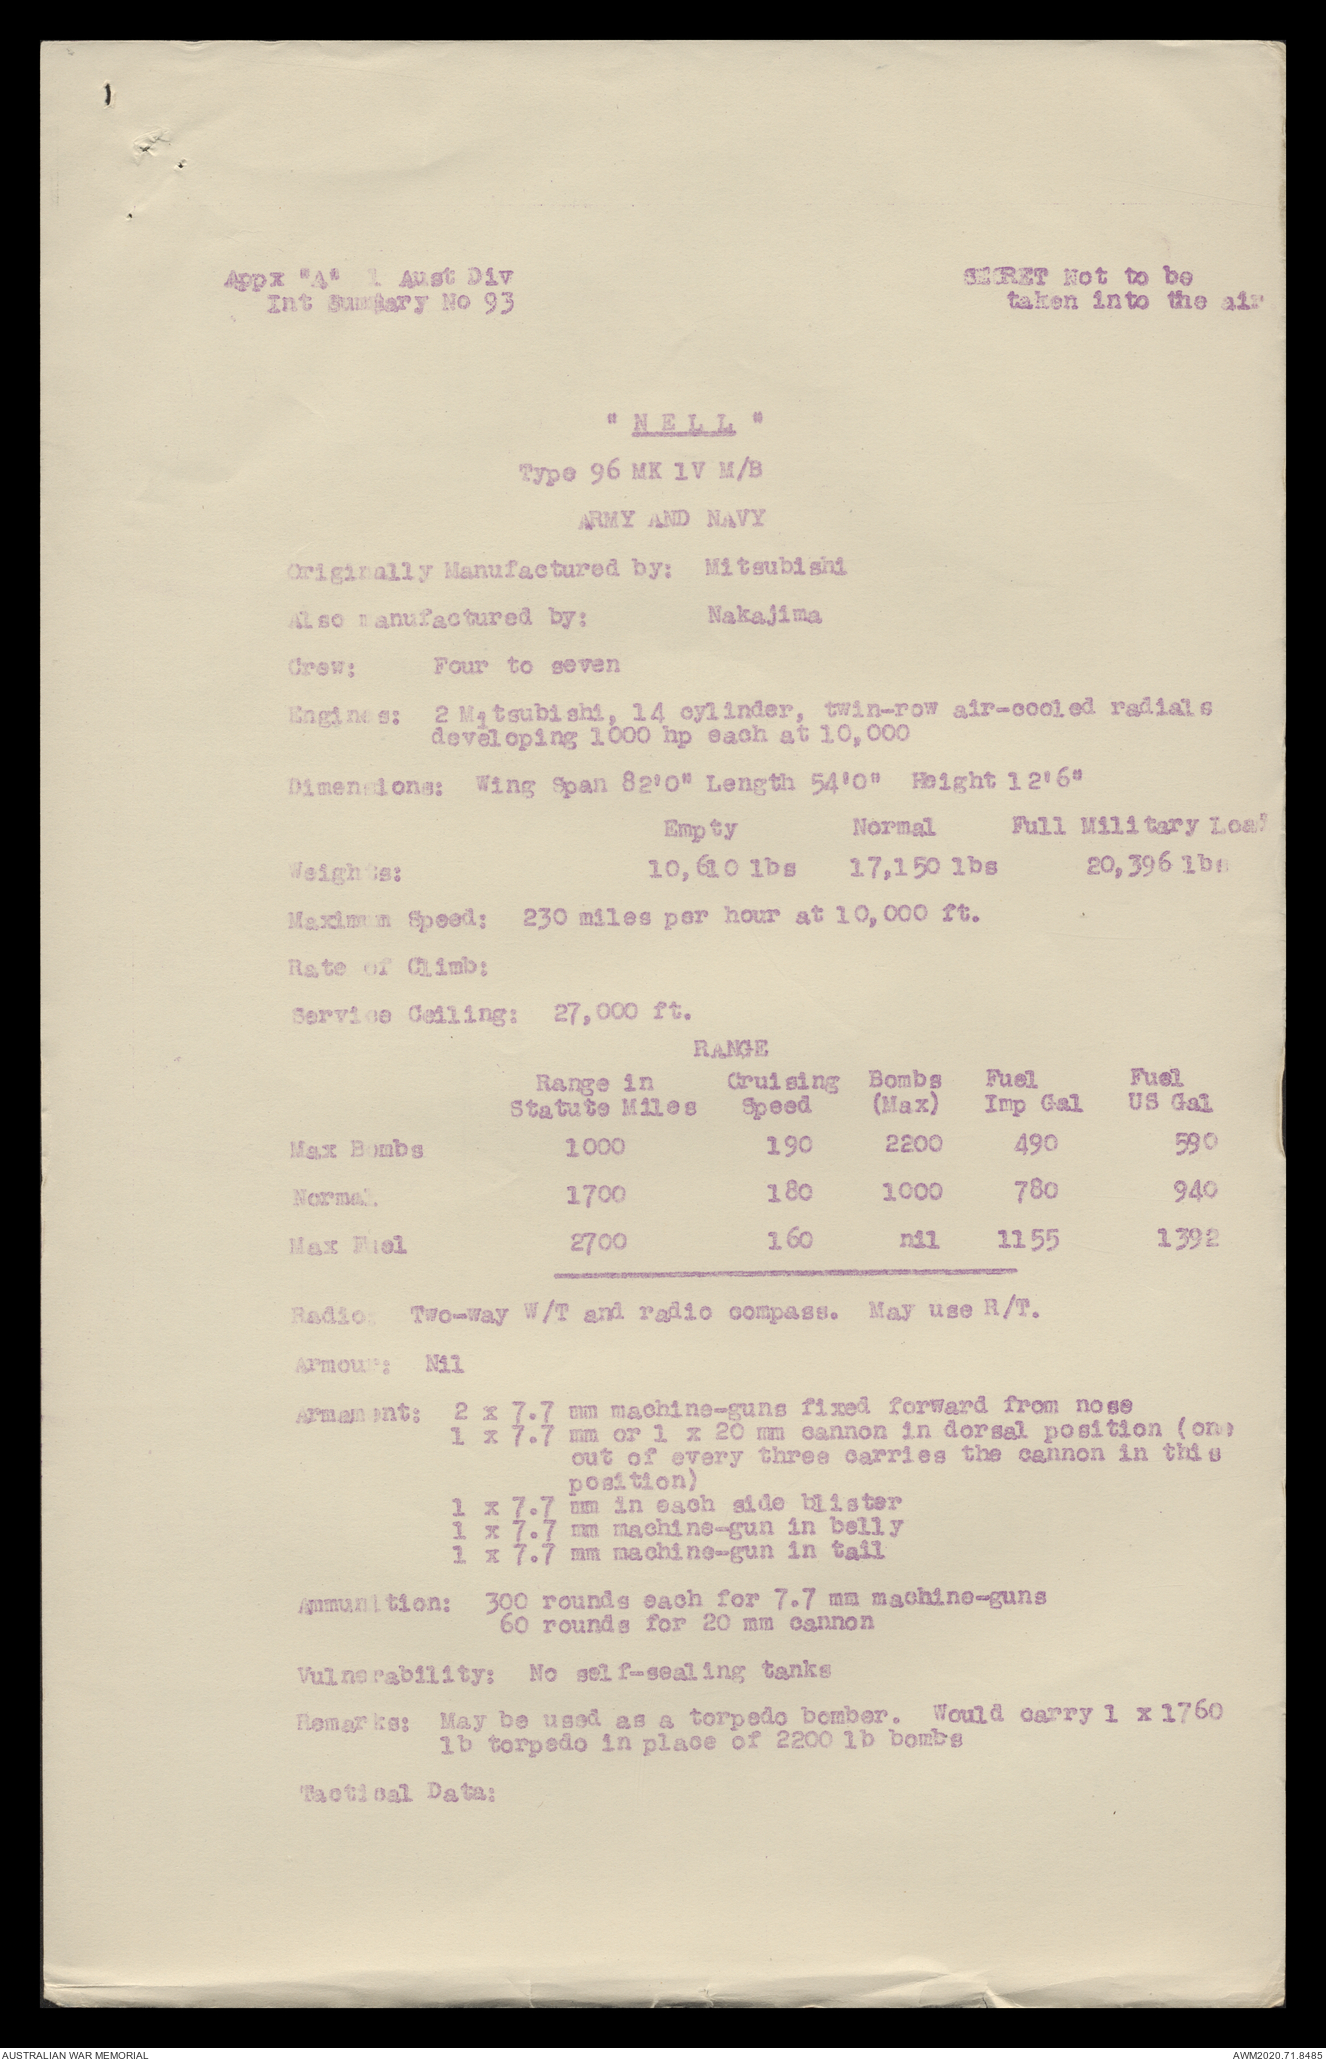 Appx "A" 1 Aust Div
Int Summary No 93
SECRET Not to be
taken into the air
" N E L L "
Type 96 MK 1V M/B
ARMY AND NAVY
Originally Manufactured by: Mitsubishi
Also manufactured by: Nakajima
Crew: Four to seven
Engines: 2 Mitsubishi, 14 cylinder, twin-row air-cooled radials
developing 1000 hp each at 10,000
Dimensions: Wing Span 82'0" Length 54'0" Height 12'6"
Empty Normal Full Military Load
Weights: 10,610 lbs 17,150 lbs 20,396 lbs
Maximum Speed: 230 miles per hour at 10,000 ft.
Rate of Climb:
Service Ceiling: 27,000 ft.
RANGE
Range in Cruising Bombs Fuel Fuel
Statute Miles Speed (Max) Imp Gal US Gal
Max Bombs 1000 190 2200 490 590
Normal 1700 180 1000 780 940
Max Fuel 2700 160 nil 1155 1392
Radio: Two-way W/T and radio compass. May use R/T.
Armour: Nil
Armament: 2 x 7.7 mm machine-guns fixed forward from nose
1 x 7.7 mm or 1 x 20 mm cannon in dorsal position (one
out of every three carries the cannon in this
position)
1 x 7.7 mm in each side blister
1 x 7.7 mm machine-gun in belly
1 x 7.7 mm machine-gun in tail
Ammunition: 300 rounds each for 7.7 mm machine-guns
60 rounds for 20 mm cannon
Vulnerability: No self-sealing tanks
Remarks: May be used as a torpedo bomber. Would carry 1 x 1760
lb torpedo in place of 2200 lb bombs
Tactical Data:
AUSTRALIAN WAR MEMORIAL
AWM2020.71.8485